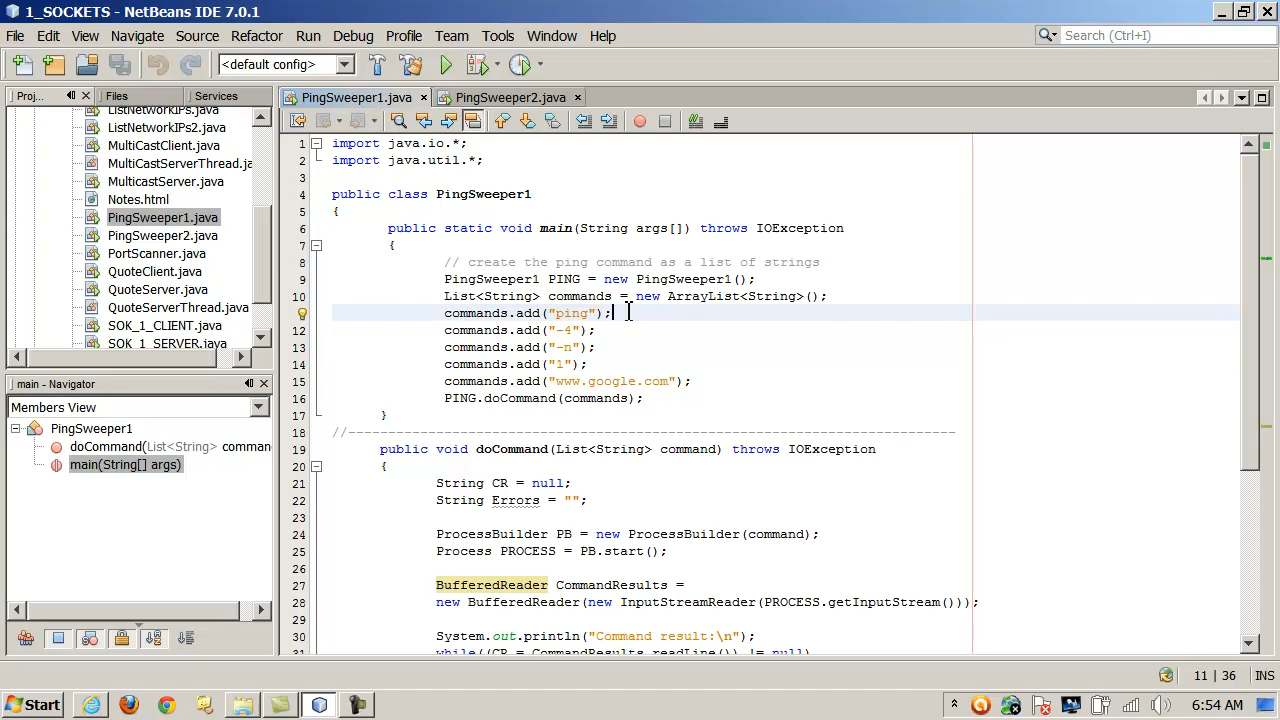 1_SOCKETS - NetBeans IDE 7.0.1
File Edit View Navigate Source Refactor Run Debug Profile Team Tools Window Help
Search (Ctrl+I)
<default config>
Proj... Files Services
ListNetworkIPs.java
ListNetworkIPs2.java
MultiCastClient.java
MultiCastServerThread.ja
MulticastServer.java
Notes.html
PingSweeper1.java
PingSweeper2.java
PortScanner.java
QuoteClient.java
QuoteServer.java
QuoteServerThread.java
SOK_1_CLIENT.java
SOK_1_SERVER.java
main - Navigator
Members View
PingSweeper1
doCommand(List<String> comman
main(String[] args)
PingSweeper1.java PingSweeper2.java
1 import java.io.*;
2 import java.util.*;
3
4 public class PingSweeper1
5 {
6 public static void main(String args[]) throws IOException
7 {
8 // create the ping command as a list of strings
9 PingSweeper1 PING = new PingSweeper1();
10 List<String> commands = new ArrayList<String>();
commands.add("ping");
12 commands.add("-4");
13 commands.add("-n");
14 commands.add("1");
15 commands.add("www.google.com");
16 PING.doCommand(commands);
17 }
18 //----------------------------------------------------------------------------
19 public void doCommand(List<String> command) throws IOException
20 {
21 String CR = null;
22 String Errors = "";
23
24 ProcessBuilder PB = new ProcessBuilder(command);
25 Process PROCESS = PB.start();
26
27 BufferedReader CommandResults =
28 new BufferedReader(new InputStreamReader(PROCESS.getInputStream()));
29
30 System.out.println("Command result:\n");
31 while((CR = CommandResults.readLine()) != null)
11 | 36 INS
Start
6:54 AM